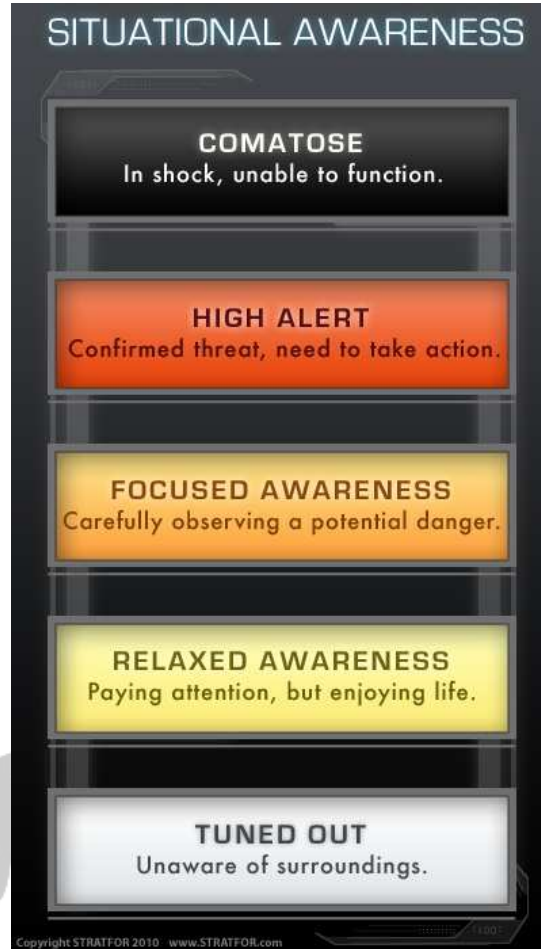 SITUATIONAL AWARENESS
COMATOSE
In shock, unable to function.
HIGH ALERT
Confirmed threat, need to take action.
FOCUSED AWARENESS
Carefully observing a potential danger.
RELAXED AWARENESS
Paying attention, but enjoying life.
TUNED OUT
Unaware of surroundings.
Copyright STRATFOR 2010 www.STRATFOR.com